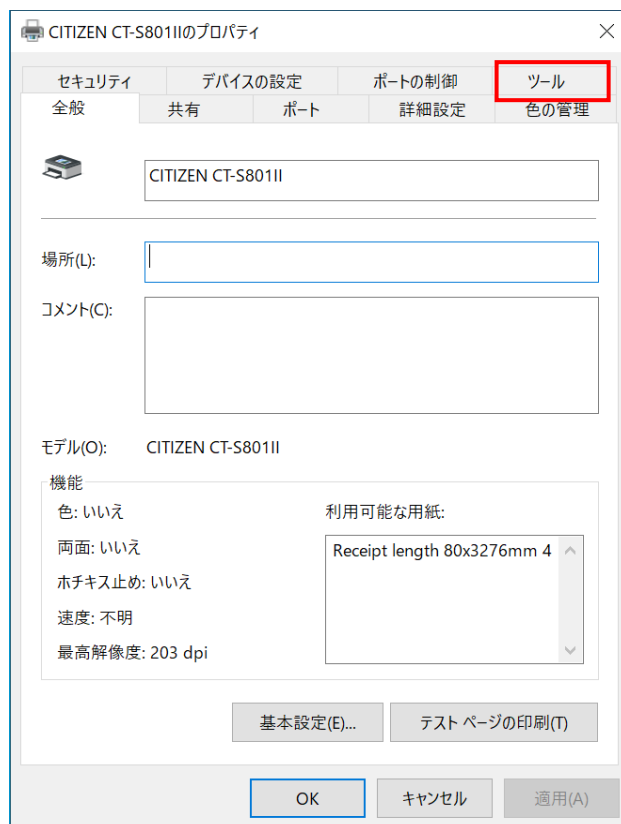 CITIZEN CT-S801IIのプロパティ
セキュリティ デバイスの設定 ポートの制御 ツール
全般 共有 ポート 詳細設定 色の管理
CITIZEN CT-S801II
場所(L):
コメント(C):
モデル(O): CITIZEN CT-S801II
機能
色: いいえ 利用可能な用紙:
両面: いいえ Receipt length 80x3276mm 4
ホチキス止め: いいえ
速度: 不明
最高解像度: 203 dpi
基本設定(E)... テスト ページの印刷(T)
OK キャンセル 適用(A)